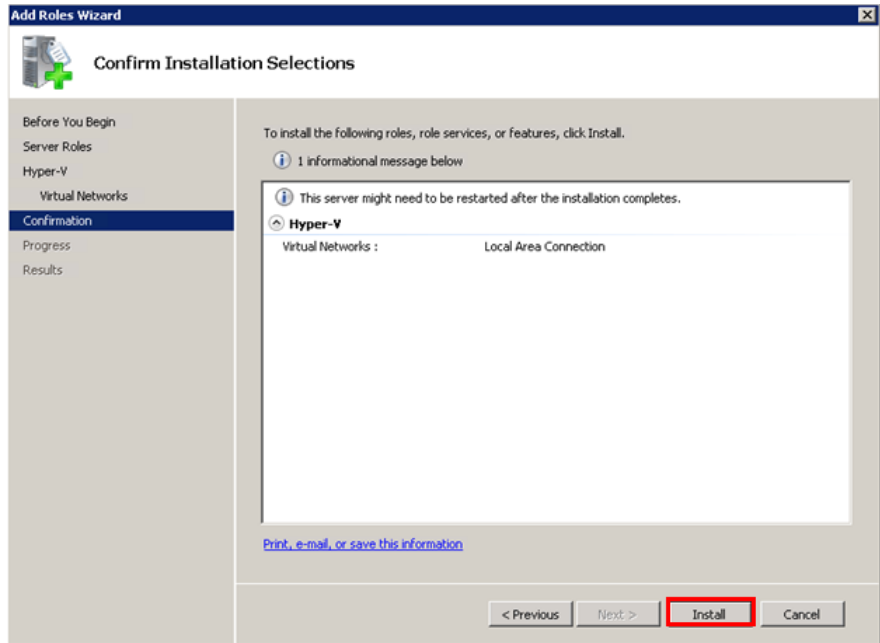 Add Roles Wizard
Confirm Installation Selections
Before You Begin
Server Roles
Hyper-V
Virtual Networks
Confirmation
Progress
Results
To install the following roles, role services, or features, click Install.
1 informational message below
This server might need to be restarted after the installation completes.
Hyper-V
Virtual Networks : Local Area Connection
Print, e-mail, or save this information
< Previous Next > Install Cancel